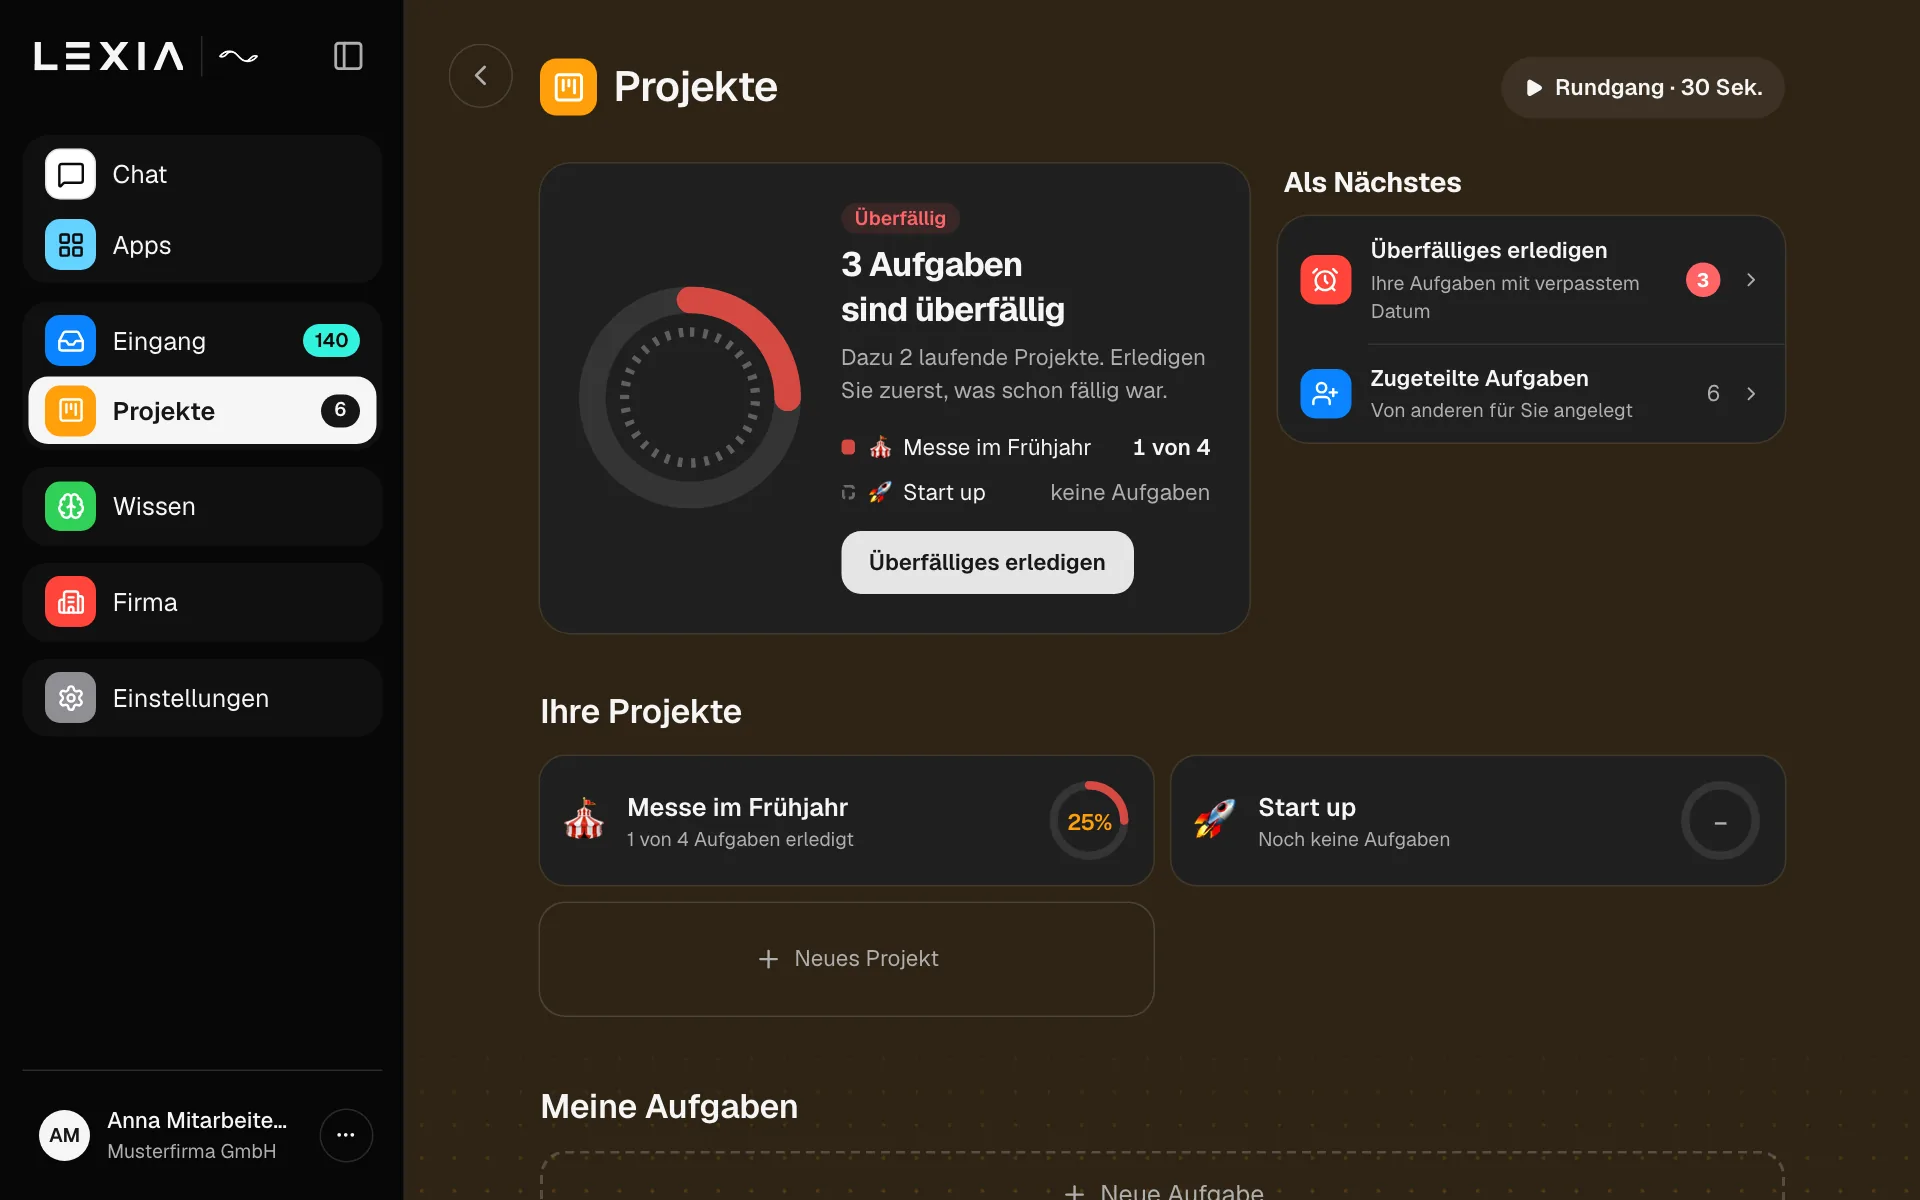 LEXIA
Chat
Apps
Eingang 140
Projekte 6
Wissen
Firma
Einstellungen
AM
Anna Mitarbeite...
Musterfirma GmbH
Projekte
Rundgang · 30 Sek.
Überfällig
3 Aufgaben
sind überfällig
Dazu 2 laufende Projekte. Erledigen
Sie zuerst, was schon fällig war.
Messe im Frühjahr 1 von 4
Start up keine Aufgaben
Überfälliges erledigen
Als Nächstes
Überfälliges erledigen
Ihre Aufgaben mit verpasstem
Datum
3
Zugeteilte Aufgaben
Von anderen für Sie angelegt
6
Ihre Projekte
Messe im Frühjahr
1 von 4 Aufgaben erledigt
25%
Start up
Noch keine Aufgaben
–
+ Neues Projekt
Meine Aufgaben
+ Neue Aufgabe